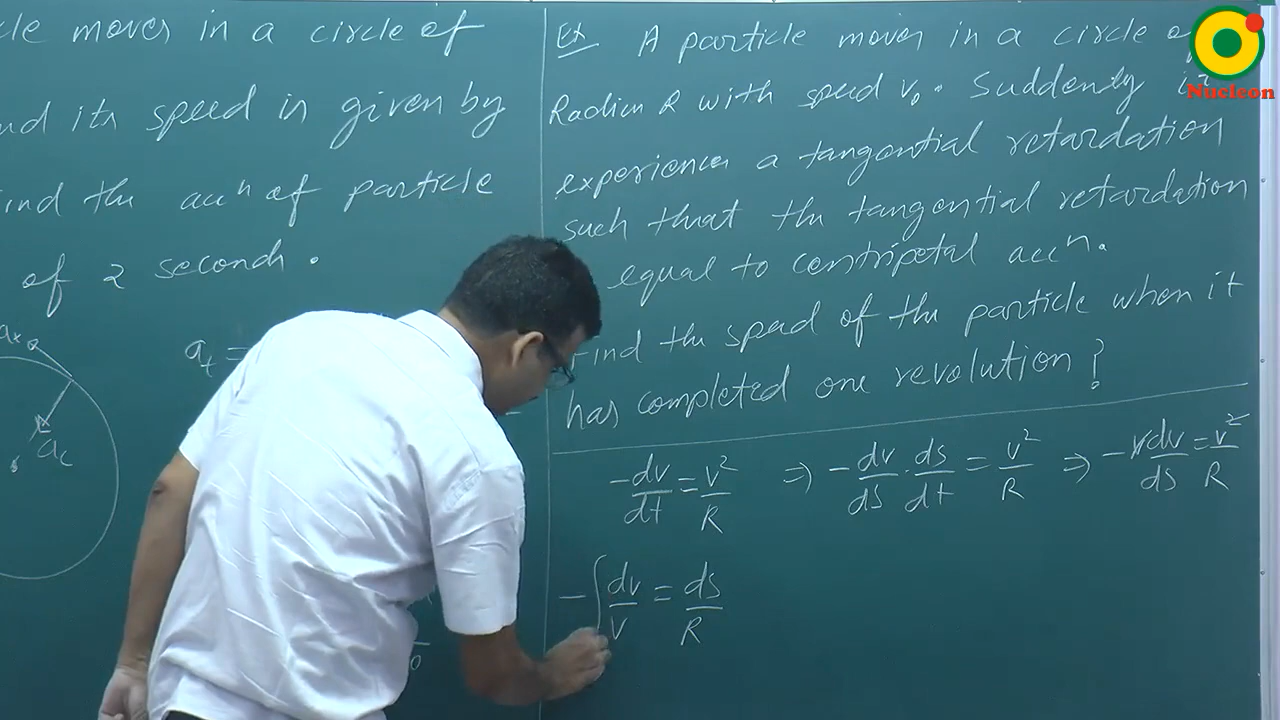 cle moves in a circle of
nd its speed is given by
ind the accⁿ of particle
of 2 seconds.
a_t =
a_c
Ex A particle moves in a circle of
Radius R with speed v₀. Suddenly it
experiences a tangential retardation
such that the tangential retardation
equal to centripetal accⁿ.
Find the speed of the particle when it
has completed one revolution?
-dv/dt = v²/R ⇒ -dv/ds · ds/dt = v²/R ⇒ -vdv/ds = v²/R
-∫dv/v = ds/R
Nucleon